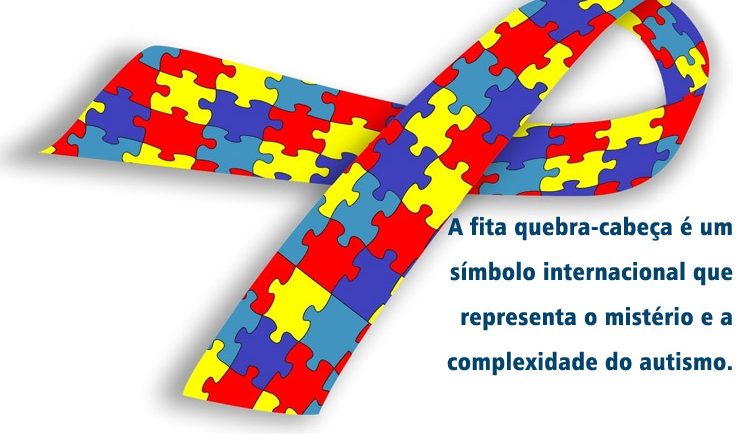 A fita quebra-cabeça é um
símbolo internacional que
representa o mistério e a
complexidade do autismo.